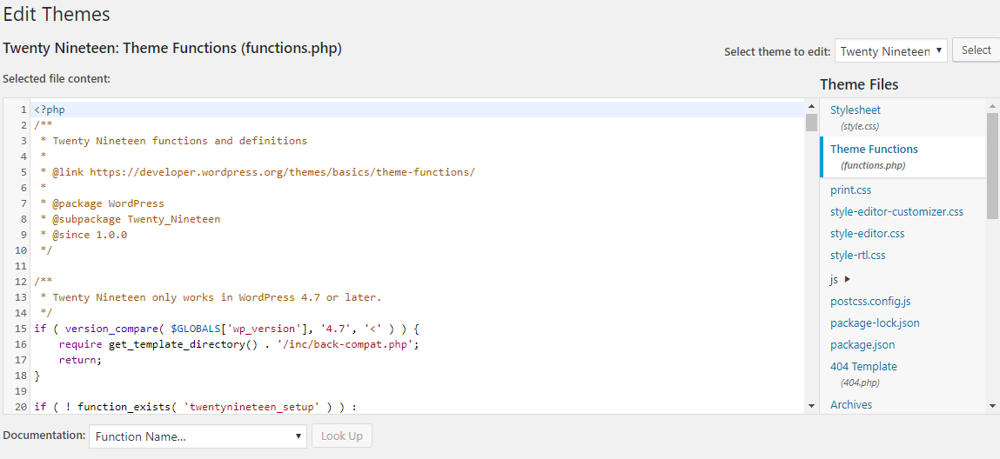 Edit Themes
Twenty Nineteen: Theme Functions (functions.php)
Select theme to edit: Twenty Nineteen Select
Selected file content:
Theme Files
1 <?php
2 /**
3  * Twenty Nineteen functions and definitions
4  *
5  * @link https://developer.wordpress.org/themes/basics/theme-functions/
6  *
7  * @package WordPress
8  * @subpackage Twenty_Nineteen
9  * @since 1.0.0
10  */
11
12 /**
13  * Twenty Nineteen only works in WordPress 4.7 or later.
14  */
15 if ( version_compare( $GLOBALS['wp_version'], '4.7', '<' ) ) {
16     require get_template_directory() . '/inc/back-compat.php';
17     return;
18 }
19
20 if ( ! function_exists( 'twentynineteen_setup' ) ) :
Stylesheet
(style.css)
Theme Functions
(functions.php)
print.css
style-editor-customizer.css
style-editor.css
style-rtl.css
js
postcss.config.js
package-lock.json
package.json
404 Template
(404.php)
Archives
Documentation: Function Name... Look Up